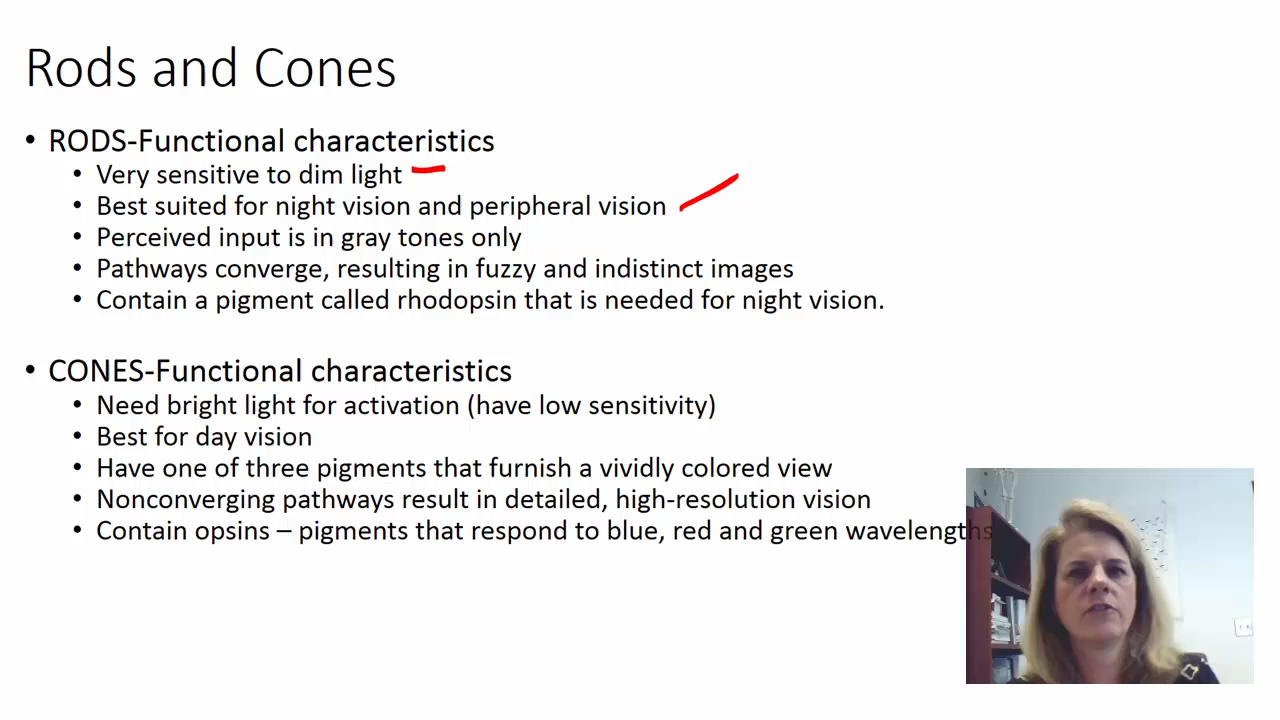 Rods and Cones
• RODS-Functional characteristics
• Very sensitive to dim light
• Best suited for night vision and peripheral vision
• Perceived input is in gray tones only
• Pathways converge, resulting in fuzzy and indistinct images
• Contain a pigment called rhodopsin that is needed for night vision.
• CONES-Functional characteristics
• Need bright light for activation (have low sensitivity)
• Best for day vision
• Have one of three pigments that furnish a vividly colored view
• Nonconverging pathways result in detailed, high-resolution vision
• Contain opsins – pigments that respond to blue, red and green wavelengths